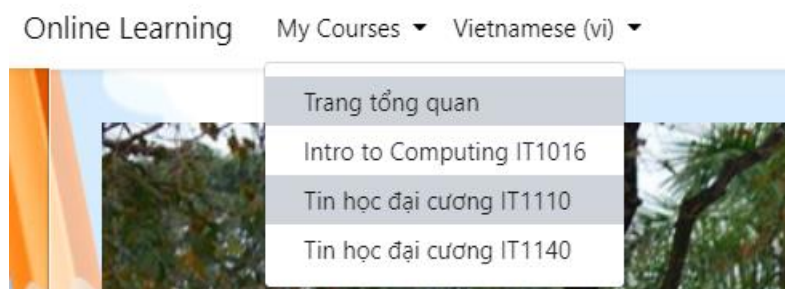 Online Learning My Courses Vietnamese (vi)
Trang tổng quan
Intro to Computing IT1016
Tin học đại cương IT1110
Tin học đại cương IT1140